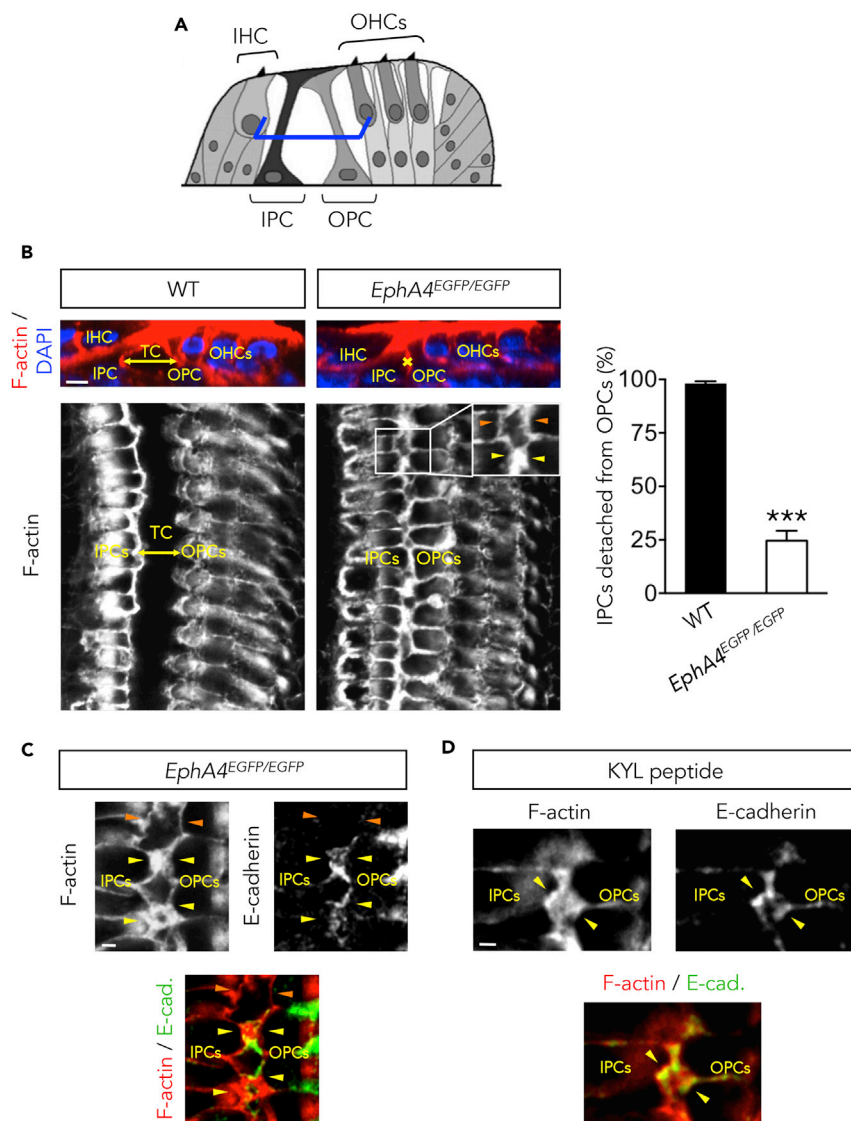 A
IHC
OHCs
IPC
OPC
B
WT
EphA4EGFP/EGFP
F-actin /
DAPI
IHC
TC
OHCs
IPC
OPC
IHC
OHCs
IPC
OPC
F-actin
TC
IPCs
OPCs
IPCs
OPCs
IPCs detached from OPCs (%)
100
75
50
25
0
***
WT
EphA4EGFP/EGFP
C
EphA4EGFP/EGFP
F-actin
IPCs
OPCs
E-cadherin
IPCs
OPCs
F-actin / E-cad.
IPCs
OPCs
D
KYL peptide
F-actin
E-cadherin
IPCs
OPCs
IPCs
OPCs
F-actin / E-cad.
IPCs
OPCs